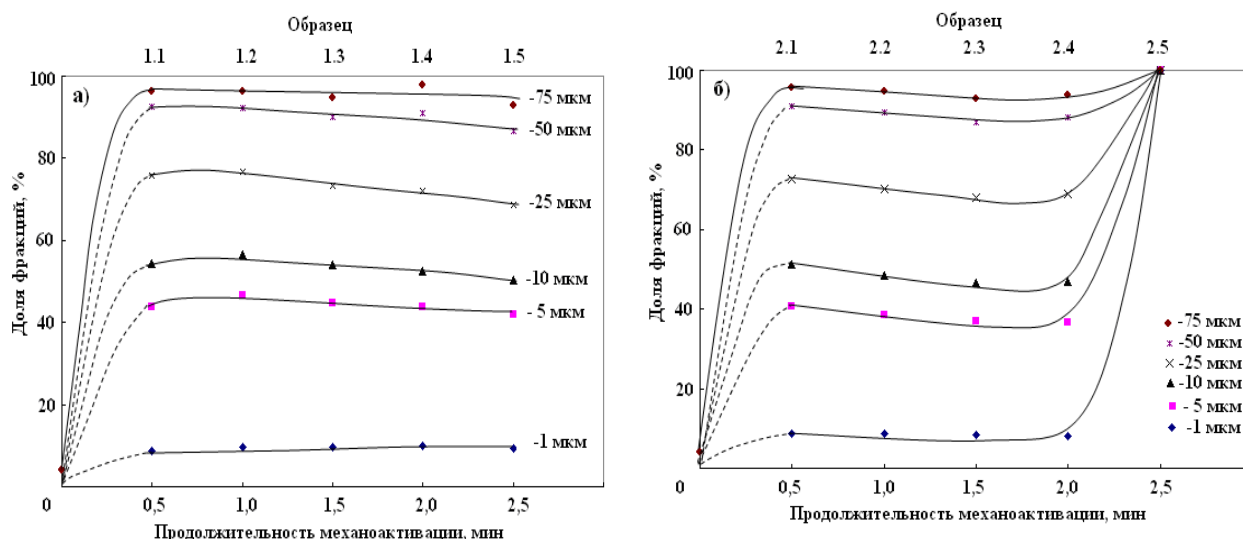 Образец
1.1 1.2 1.3 1.4 1.5
а)
100
80
60
40
20
0
Доля фракций, %
-75 мкм
-50 мкм
-25 мкм
-10 мкм
- 5 мкм
-1 мкм
0,5 1,0 1,5 2,0 2,5
Продолжительность механоактивации, мин
Образец
2.1 2.2 2.3 2.4 2.5
б)
100
80
60
40
20
0
Доля фракций, %
-75 мкм
-50 мкм
-25 мкм
-10 мкм
- 5 мкм
-1 мкм
0,5 1,0 1,5 2,0 2,5
Продолжительность механоактивации, мин